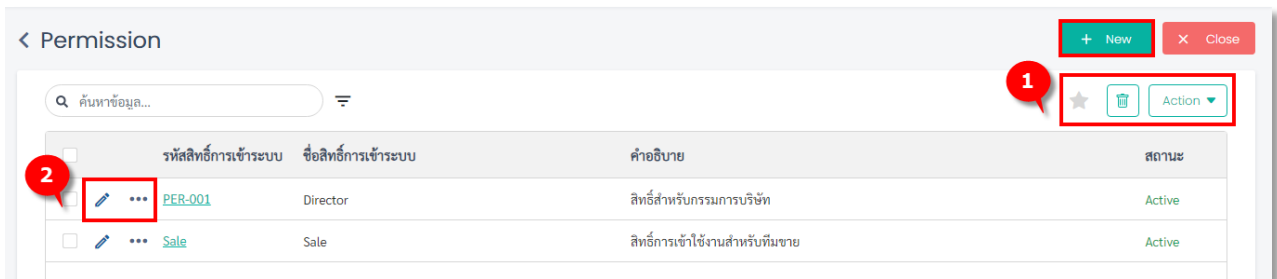 Permission
+ New
× Close
1
ค้นหาข้อมูล...
Action
รหัสสิทธิ์การเข้าระบบ ชื่อสิทธิ์การเข้าระบบ คำอธิบาย สถานะ
2
PER-001 Director สิทธิ์สำหรับกรรมการบริษัท Active
Sale Sale สิทธิ์การเข้าใช้งานสำหรับทีมขาย Active